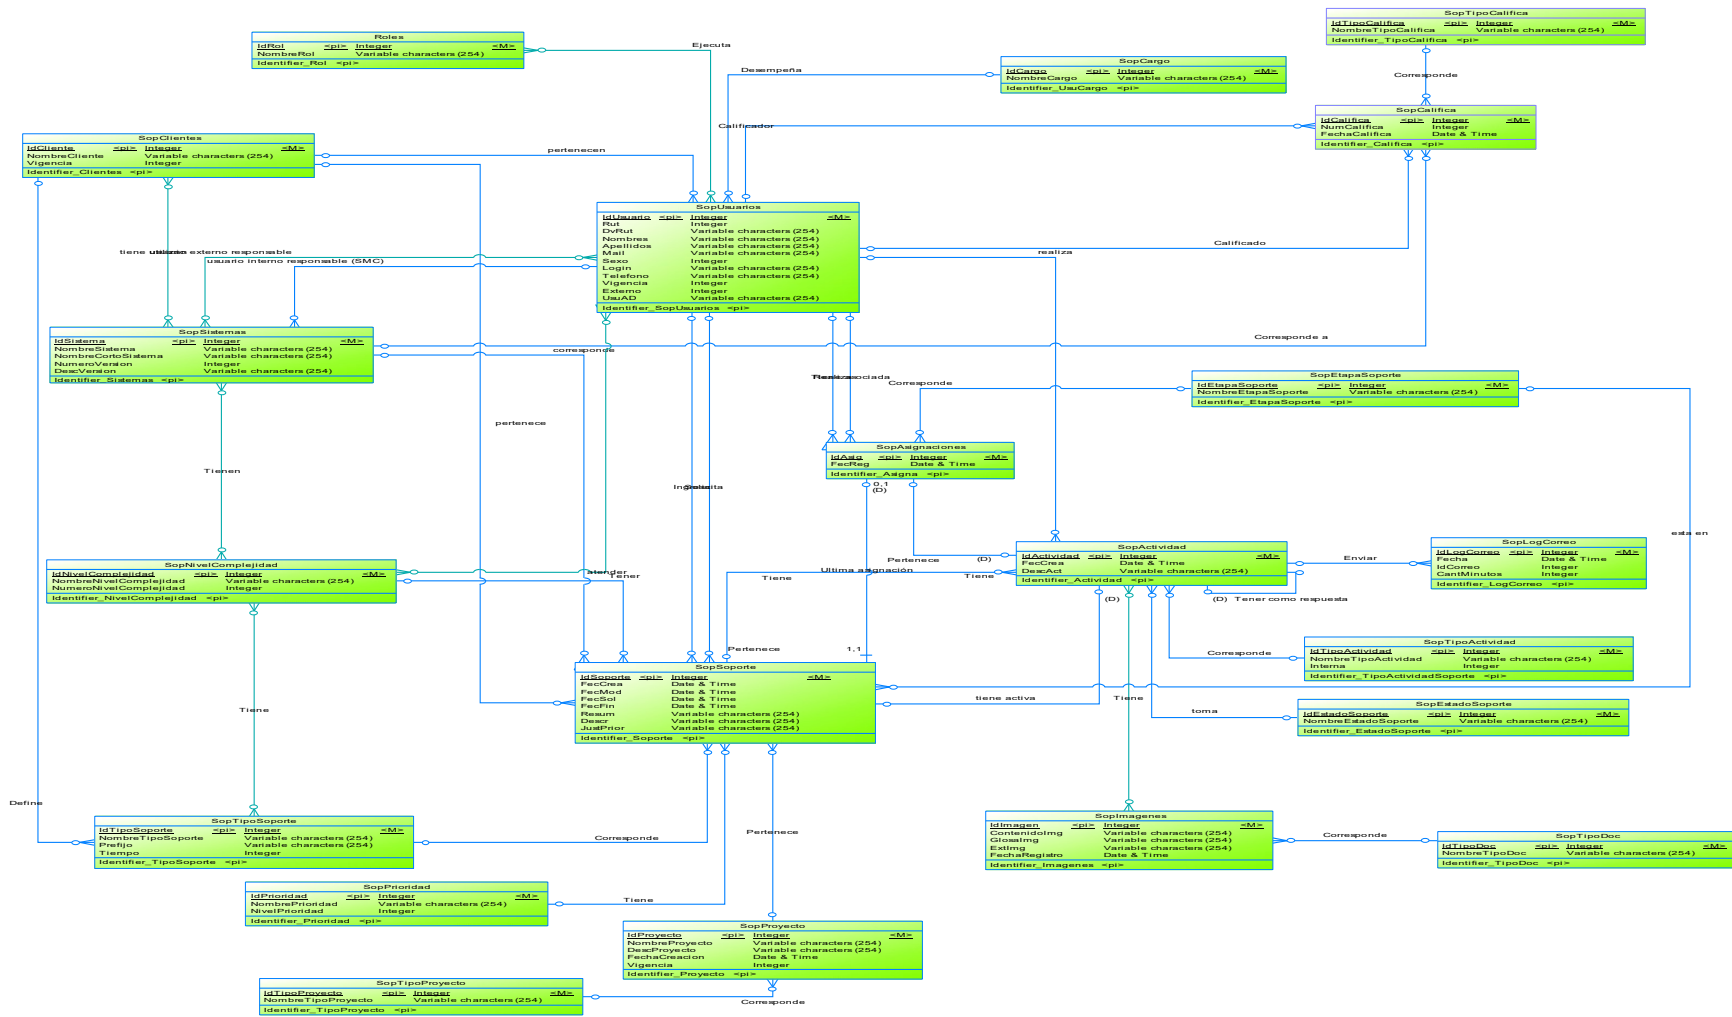 SopTipoCalifica
IdTipoCalifica <pi> Integer <M>
NombreTipoCalifica Variable characters (254)
Identifier_TipoCalifica <pi>
Roles
IdRol <pi> Integer <M>
NombreRol Variable characters (254)
Identifier_Rol <pi>
Ejecuta
Desempeña
SopCargo
IdCargo <pi> Integer <M>
NombreCargo Variable characters (254)
Identifier_UsuCargo <pi>
Corresponde
SopCalifica
IdCalifica <pi> Integer <M>
NumCalifica Integer
FechaCalifica Date & Time
Identifier_Califica <pi>
Calificador
SopClientes
IdCliente <pi> Integer <M>
NombreCliente Variable characters (254)
Vigencia Integer
Identifier_Clientes <pi>
pertenecen
SopUsuarios
IdUsuario <pi> Integer <M>
Rut Integer
DvRut Variable characters (254)
Nombres Variable characters (254)
Apellidos Variable characters (254)
Mail Variable characters (254)
Sexo Integer
Login Variable characters (254)
Telefono Variable characters (254)
Vigencia Integer
Externo Integer
UsuAD Variable characters (254)
Identifier_SopUsuarios <pi>
Calificado
realiza
tiene
usuario externo responsable
usuario interno responsable (SMC)
SopSistemas
IdSistema <pi> Integer <M>
NombreSistema Variable characters (254)
NombreCortoSistema Variable characters (254)
NumeroVersion Integer
DescVersion Variable characters (254)
Identifier_Sistemas <pi>
Corresponde a
corresponde
SopEtapaSoporte
IdEtapaSoporte <pi> Integer <M>
NombreEtapaSoporte Variable characters (254)
Identifier_EtapaSoporte <pi>
Corresponde
pertenece
SopAsignaciones
IdAsig <pi> Integer <M>
FecReg Date & Time
Identifier_Asigna <pi>
Tienen
0,1
(D)
esta en
SopActividad
IdActividad <pi> Integer <M>
FecCrea Date & Time
DescAct Variable characters (254)
Identifier_Actividad <pi>
SopLogCorreo
IdLogCorreo <pi> Integer <M>
Fecha Date & Time
IdCorreo Integer
CantMinutos Integer
Identifier_LogCorreo <pi>
Enviar
Pertenece
(D)
SopNivelComplejidad
IdNivelComplejidad <pi> Integer <M>
NombreNivelComplejidad Variable characters (254)
NumeroNivelComplejidad Integer
Identifier_NivelComplejidad <pi>
atender
Tener
Tiene
Ultima asignación
Tiene
(D)
(D) Tener como respuesta
Pertenece
1,1
SopTipoActividad
IdTipoActividad <pi> Integer <M>
NombreTipoActividad Variable characters (254)
Interna Integer
Identifier_TipoActividadSoporte <pi>
Corresponde
SopSoporte
IdSoporte <pi> Integer <M>
FecCrea Date & Time
FecMod Date & Time
FecSol Date & Time
FecFin Date & Time
Resum Variable characters (254)
Descr Variable characters (254)
JustPrior Variable characters (254)
Identifier_Soporte <pi>
tiene activa
Tiene
toma
SopEstadoSoporte
IdEstadoSoporte <pi> Integer <M>
NombreEstadoSoporte Variable characters (254)
Identifier_EstadoSoporte <pi>
Tiene
Define
SopTipoSoporte
IdTipoSoporte <pi> Integer <M>
NombreTipoSoporte Variable characters (254)
Prefijo Variable characters (254)
Tiempo Integer
Identifier_TipoSoporte <pi>
Corresponde
Pertenece
SopImagenes
IdImagen <pi> Integer <M>
ContenidoImg Variable characters (254)
GlosaImg Variable characters (254)
ExtImg Variable characters (254)
FechaRegistro Date & Time
Identifier_Imagenes <pi>
Corresponde
SopTipoDoc
IdTipoDoc <pi> Integer <M>
NombreTipoDoc Variable characters (254)
Identifier_TipoDoc <pi>
SopPrioridad
IdPrioridad <pi> Integer <M>
NombrePrioridad Variable characters (254)
NivelPrioridad Integer
Identifier_Prioridad <pi>
Tiene
SopProyecto
IdProyecto <pi> Integer <M>
NombreProyecto Variable characters (254)
DescProyecto Variable characters (254)
FechaCreacion Date & Time
Vigencia Integer
Identifier_Proyecto <pi>
SopTipoProyecto
IdTipoProyecto <pi> Integer <M>
NombreTipoProyecto Variable characters (254)
Identifier_TipoProyecto <pi>
Corresponde